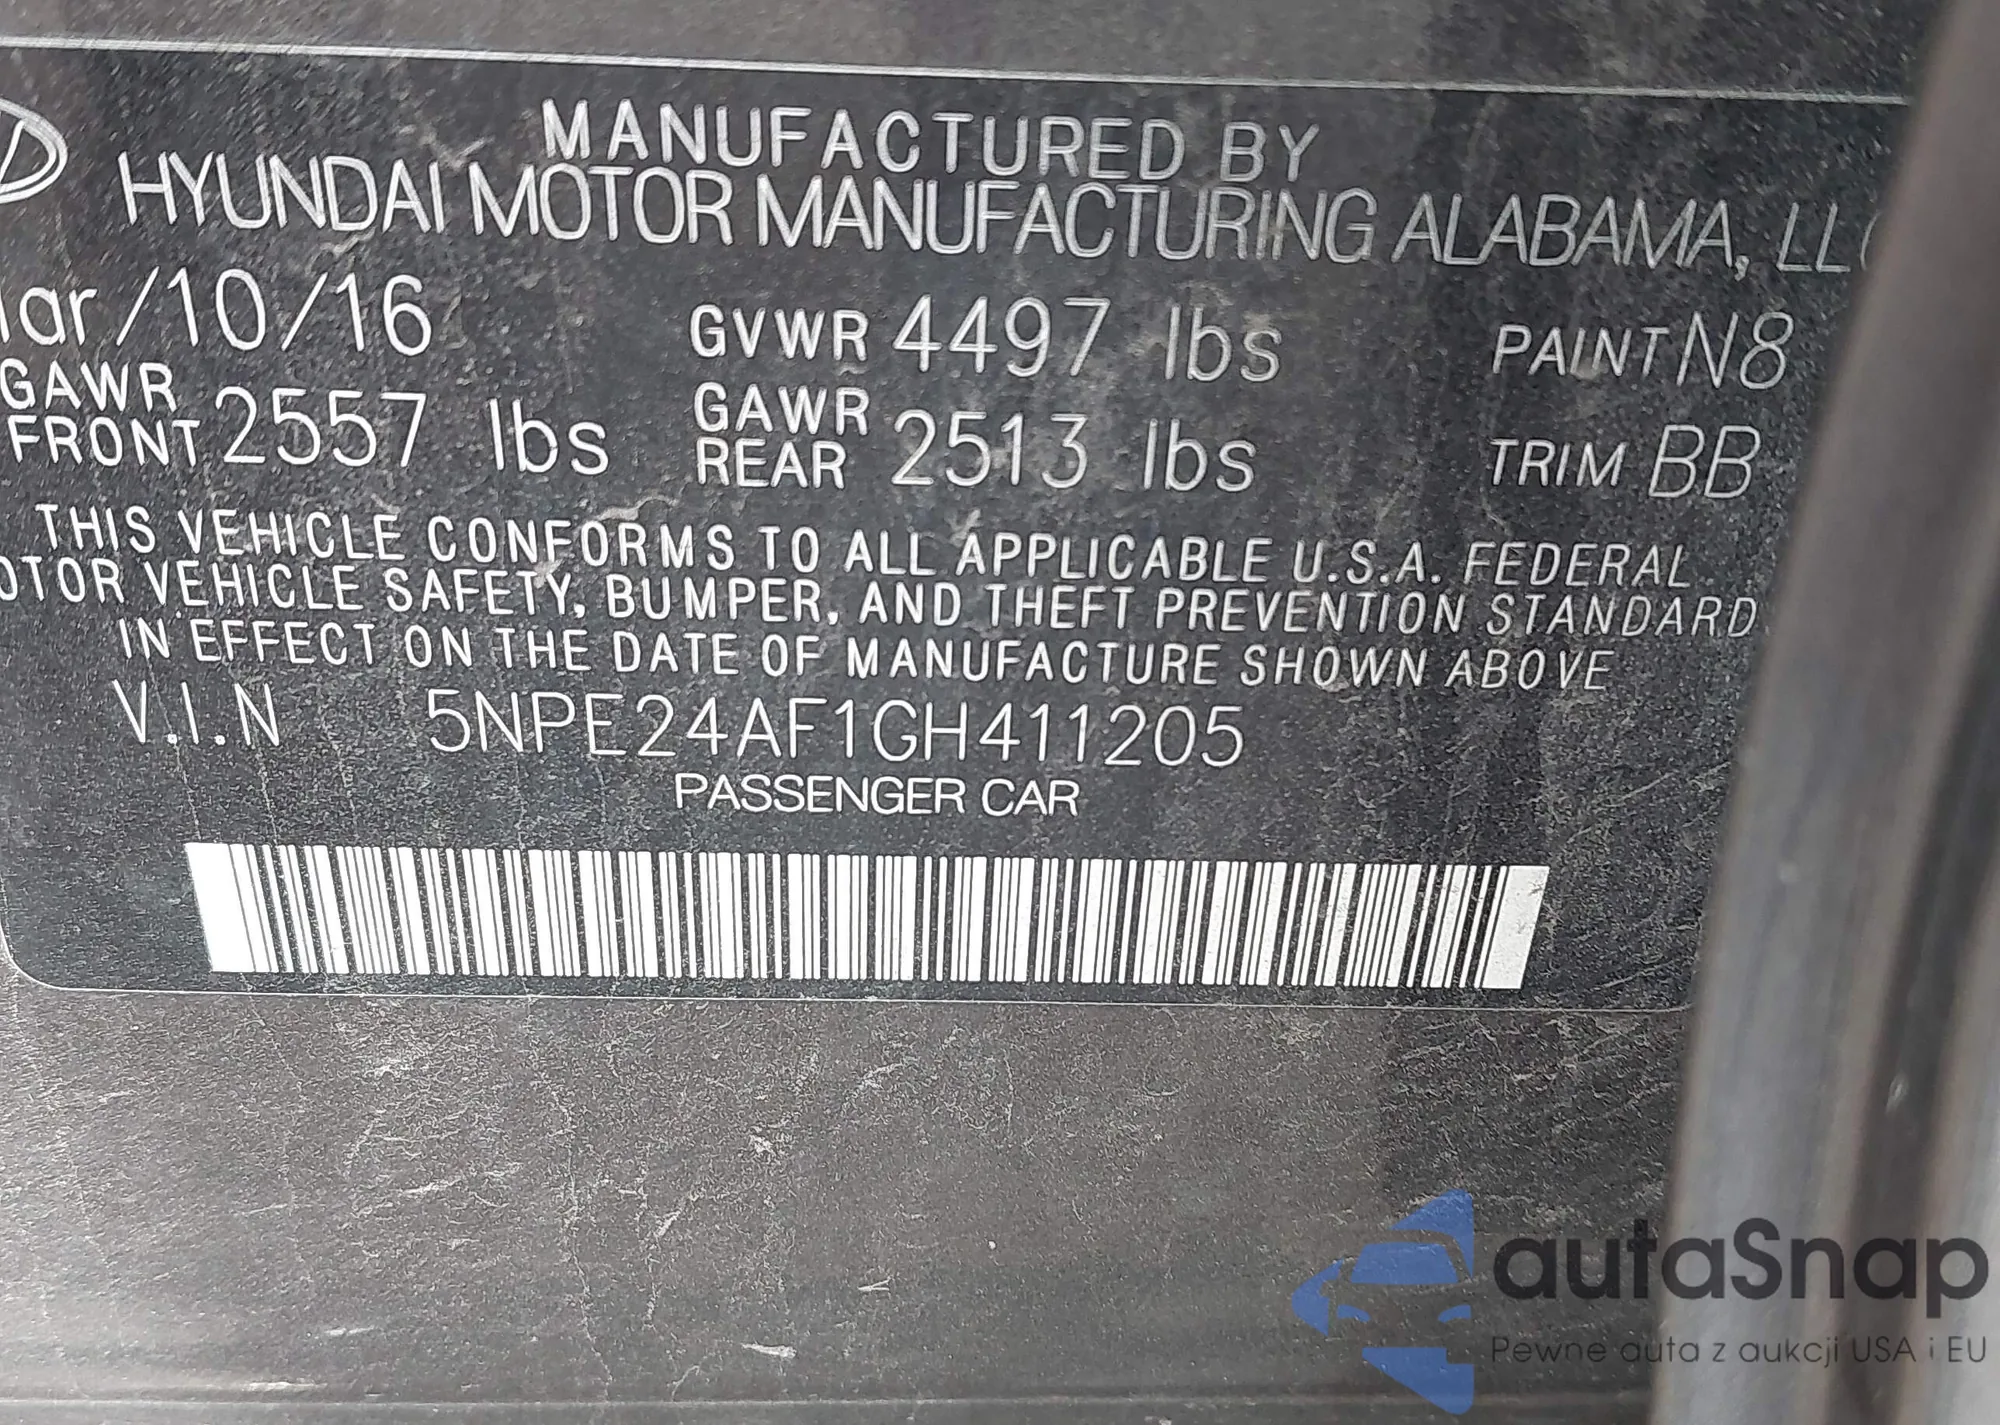 MANUFACTURED BY
HYUNDAI MOTOR MANUFACTURING ALABAMA, LLC
ar/10/16 GVWR 4497 lbs PAINT N8
GAWR FRONT 2557 lbs GAWR REAR 2513 lbs TRIM BB
THIS VEHICLE CONFORMS TO ALL APPLICABLE U.S.A. FEDERAL
OTOR VEHICLE SAFETY, BUMPER, AND THEFT PREVENTION STANDARD
IN EFFECT ON THE DATE OF MANUFACTURE SHOWN ABOVE
V.I.N 5NPE24AF1GH411205
PASSENGER CAR
autaSnap
Pewne auta z aukcji USA i EU